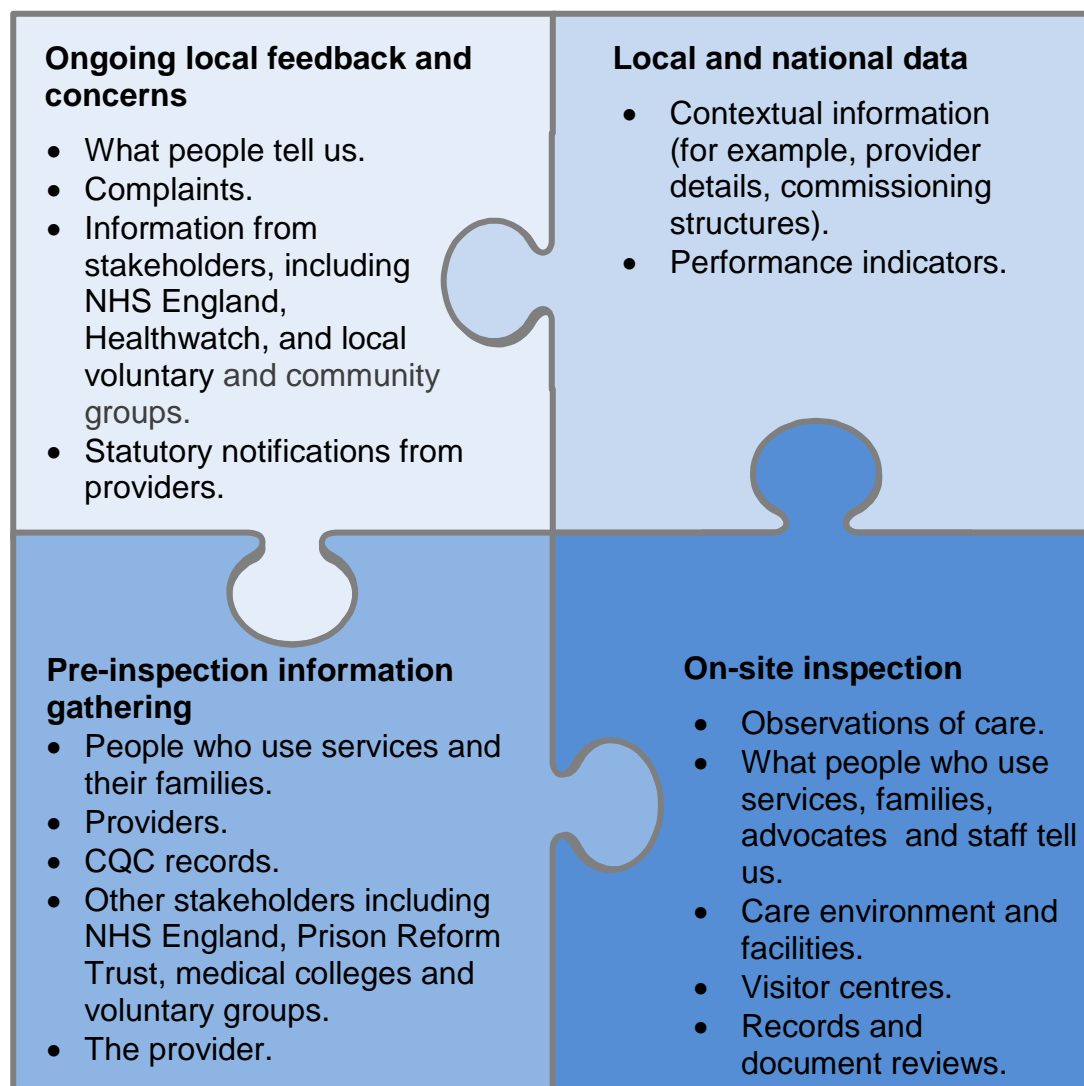 Ongoing local feedback and
concerns
• What people tell us.
• Complaints.
• Information from
stakeholders, including
NHS England,
Healthwatch, and local
voluntary and community
groups.
• Statutory notifications from
providers.
Local and national data
• Contextual information
(for example, provider
details, commissioning
structures).
• Performance indicators.
Pre-inspection information
gathering
• People who use services and
their families.
• Providers.
• CQC records.
• Other stakeholders including
NHS England, Prison Reform
Trust, medical colleges and
voluntary groups.
• The provider.
On-site inspection
• Observations of care.
• What people who use
services, families,
advocates  and staff tell
us.
• Care environment and
facilities.
• Visitor centres.
• Records and
document reviews.